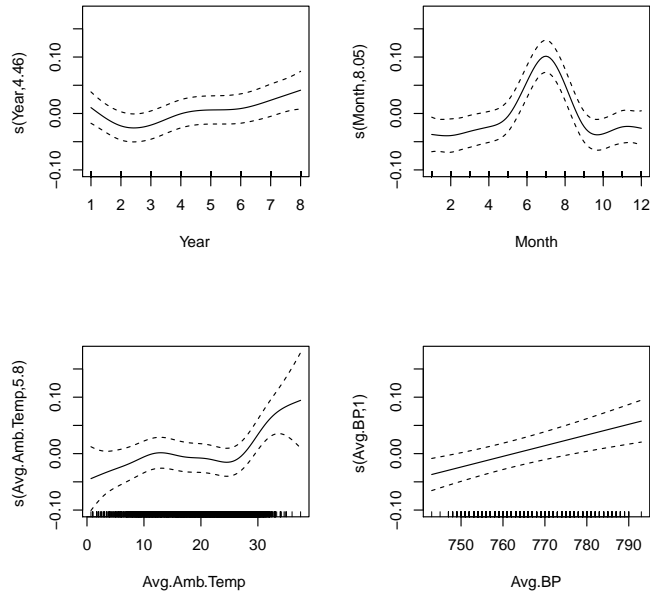 s(Year,4.46)
−0.10 0.00 0.10
1 2 3 4 5 6 7 8
Year
s(Month,8.05)
−0.10 0.00 0.10
2 4 6 8 10 12
Month
s(Avg.Amb.Temp,5.8)
−0.10 0.00 0.10
0 10 20 30
Avg.Amb.Temp
s(Avg.BP,1)
−0.10 0.00 0.10
750 760 770 780 790
Avg.BP